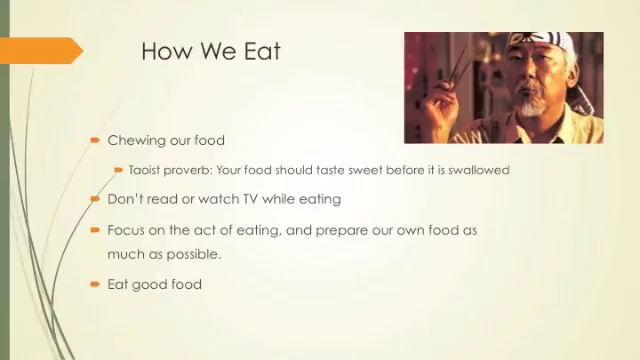 How We Eat
Chewing our food
Taoist proverb: Your food should taste sweet before it is swallowed
Don't read or watch TV while eating
Focus on the act of eating, and prepare our own food as
much as possible.
Eat good food